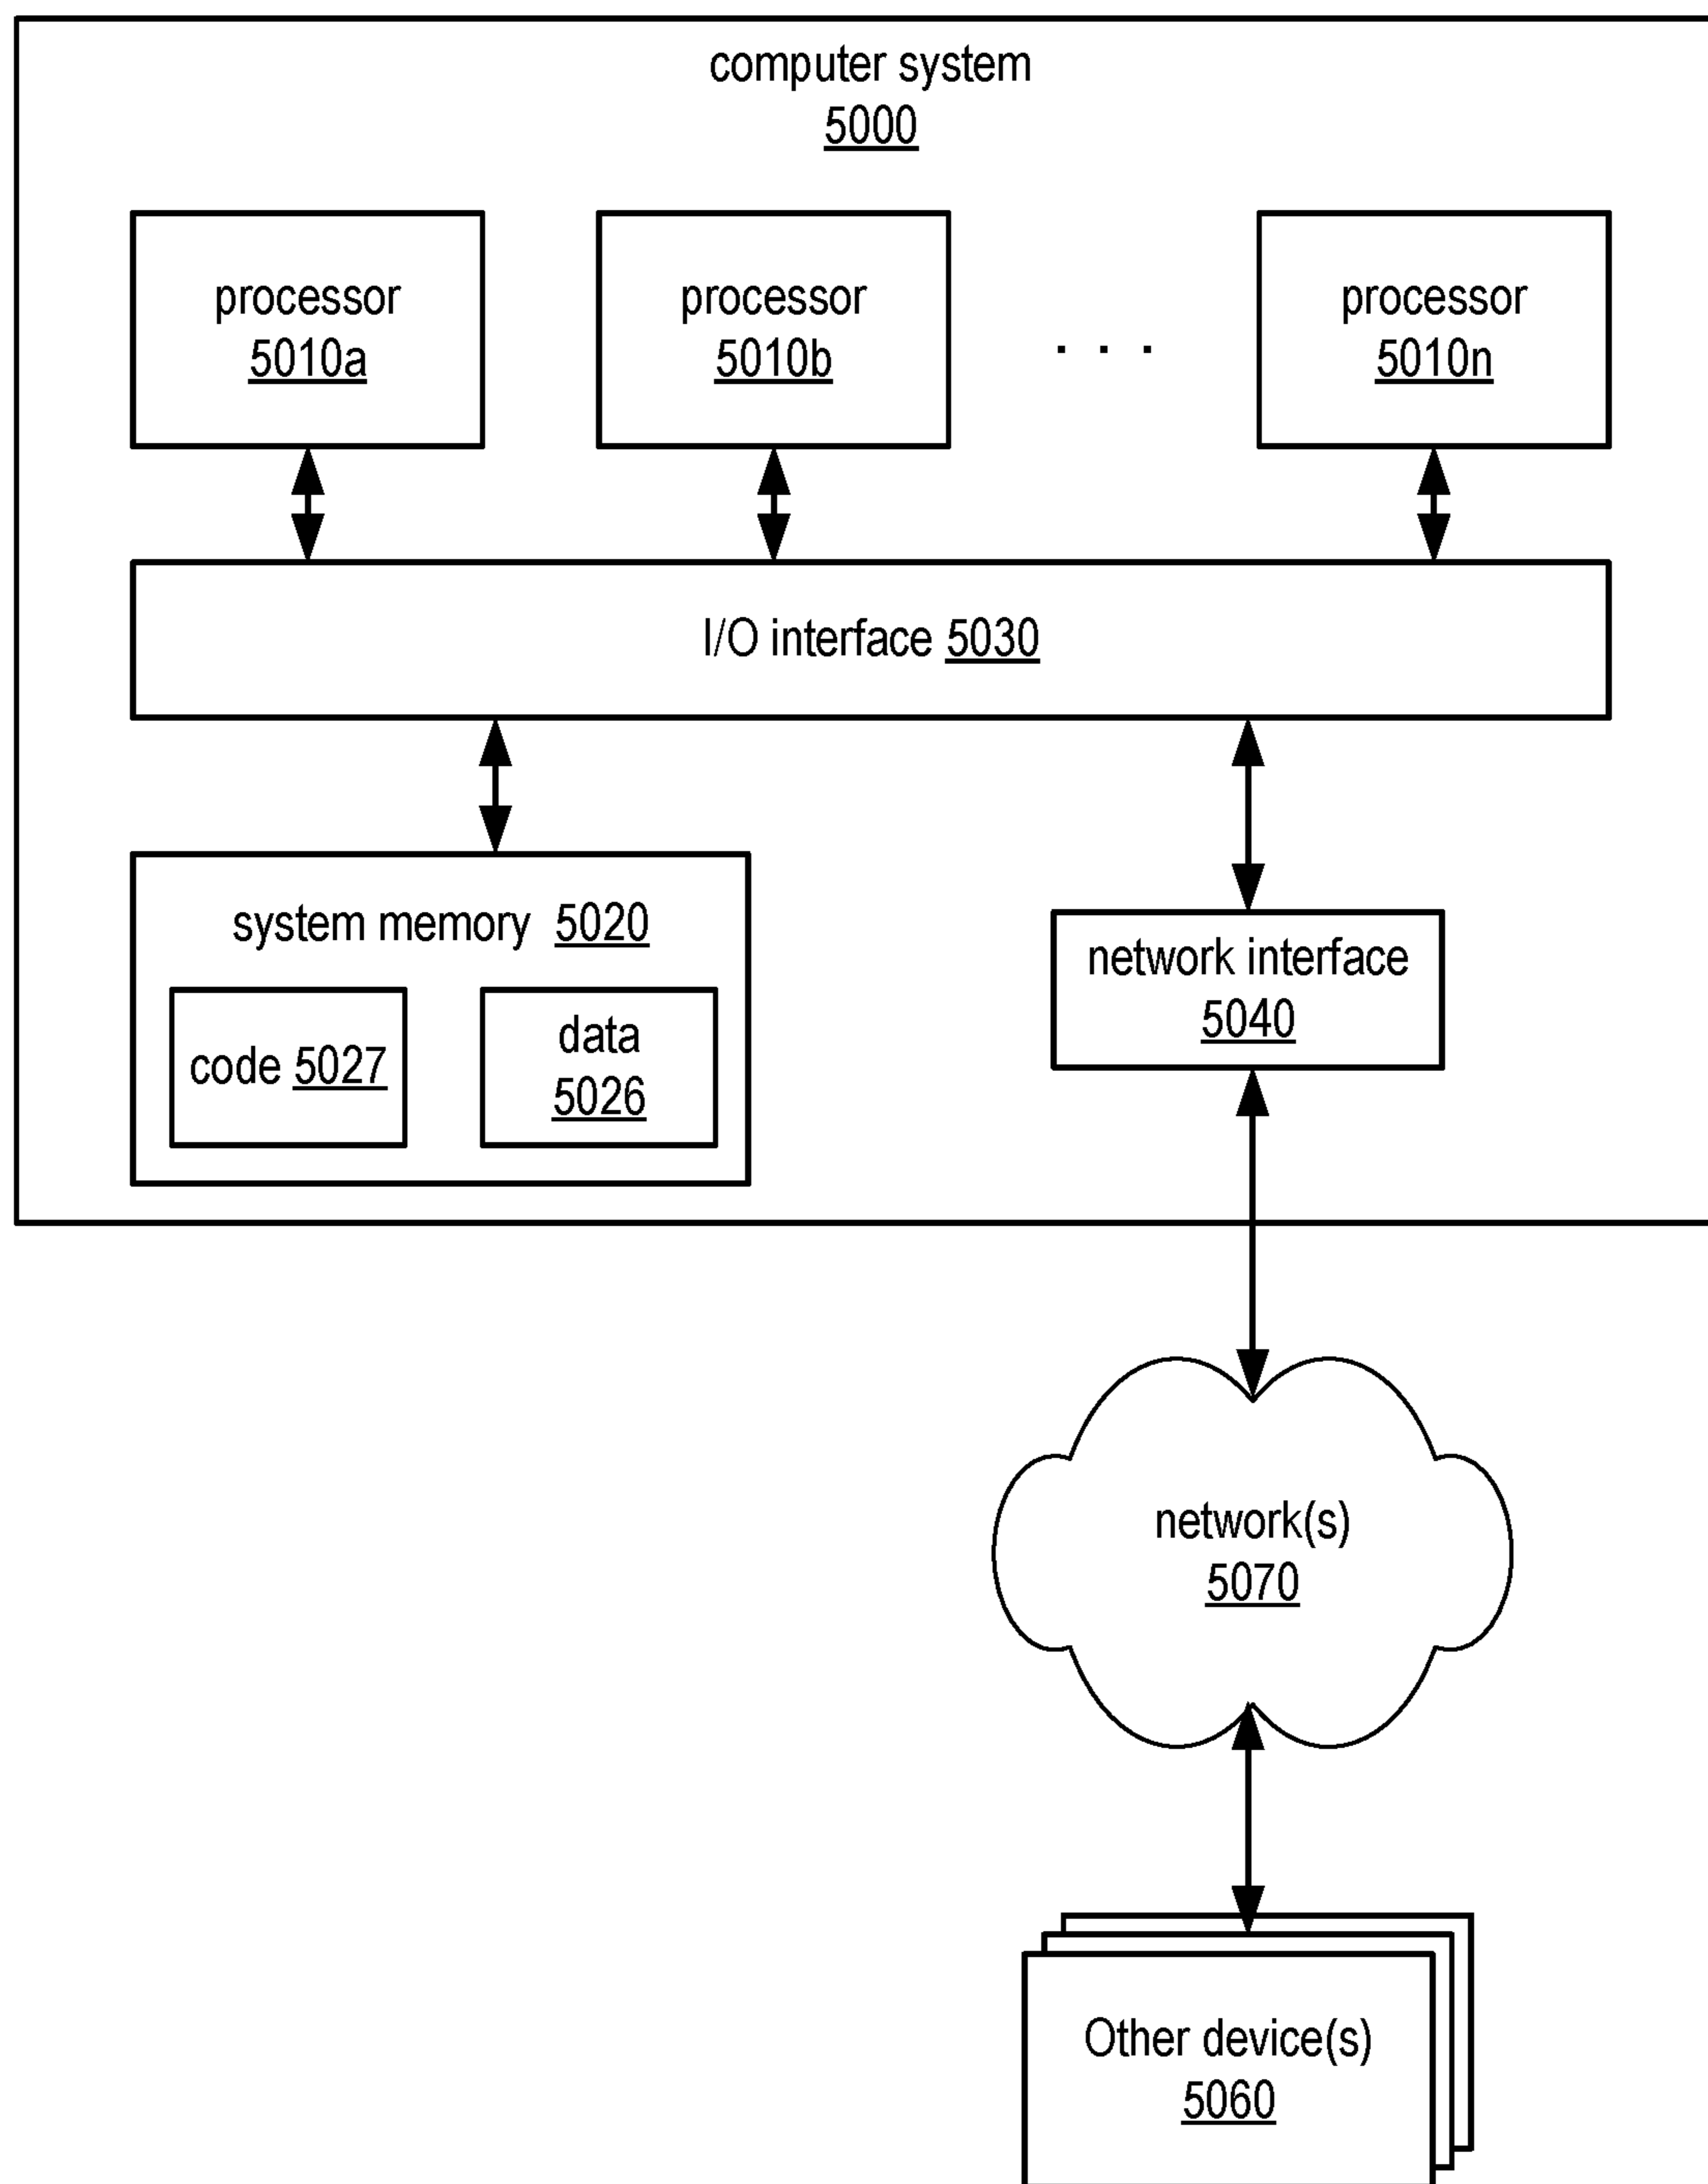 computer system
5000
processor
5010a
processor
5010b
. . .
processor
5010n
I/O interface 5030
system memory 5020
code 5027
data
5026
network interface
5040
network(s)
5070
Other device(s)
5060